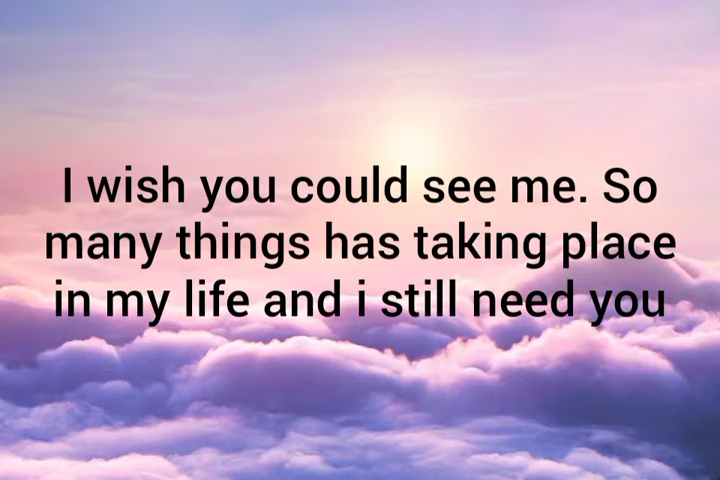 I wish you could see me. So
many things has taking place
in my life and i still need you